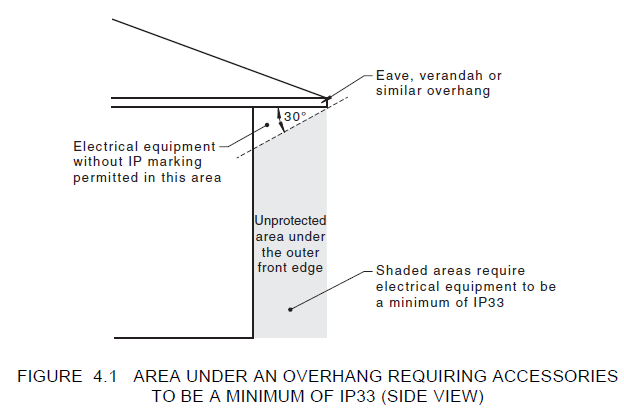 Eave, verandah or
similar overhang
30°
Electrical equipment
without IP marking
permitted in this area
Unprotected
area under
the outer
front edge
Shaded areas require
electrical equipment to be
a minimum of IP33
FIGURE 4.1 AREA UNDER AN OVERHANG REQUIRING ACCESSORIES
TO BE A MINIMUM OF IP33 (SIDE VIEW)